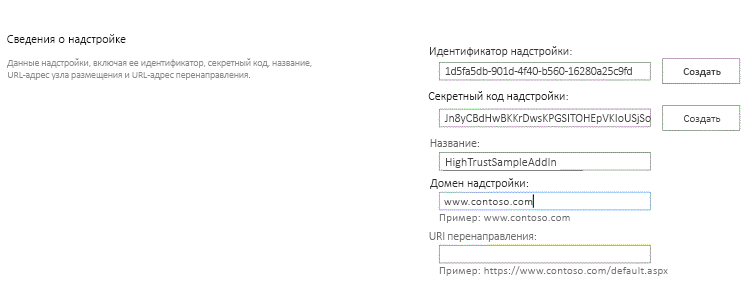 Сведения о надстройке
Данные надстройки, включая ее идентификатор, секретный код, название,
URL-адрес узла размещения и URL-адрес перенаправления.
Идентификатор надстройки:
1d5fa5db-901d-4f40-b560-16280a25c9fd
Создать
Секретный код надстройки:
Jn8yCBdHwBKKrDwsKPGSITOHEpVKIoUSjSo
Создать
Название:
HighTrustSampleAddIn
Домен надстройки:
www.contoso.com
Пример: www.contoso.com
URI перенаправления:
Пример: https://www.contoso.com/default.aspx